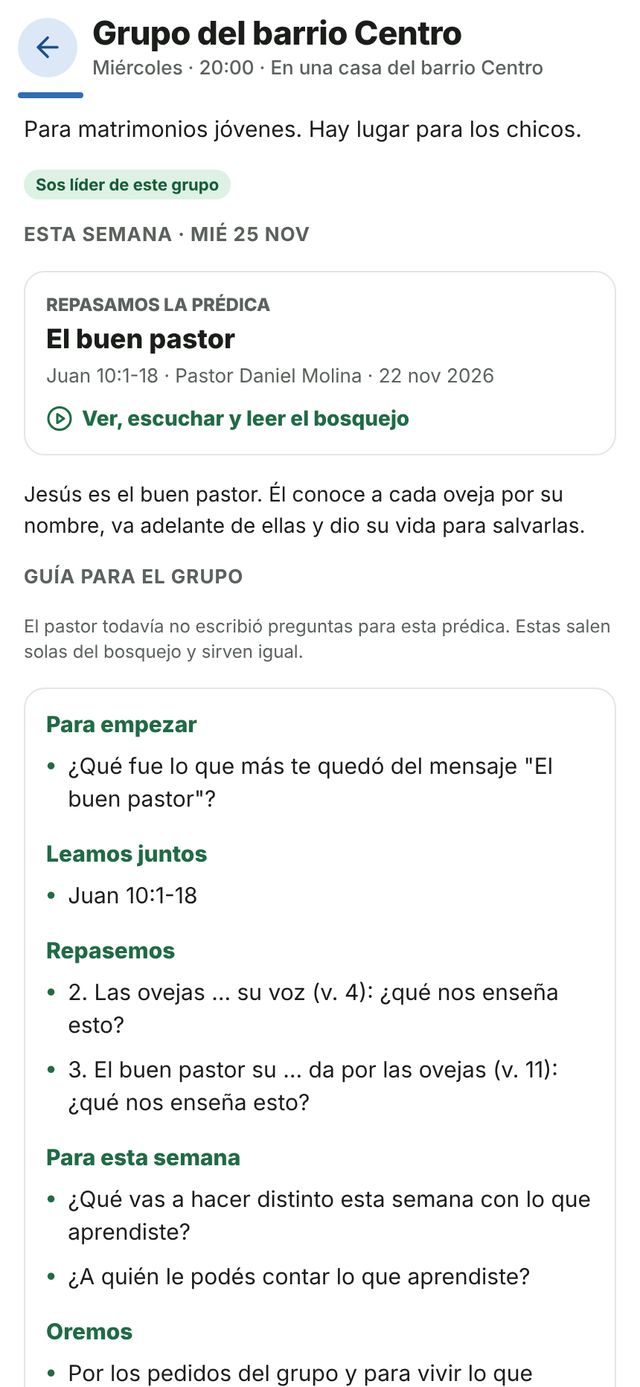 Grupo del barrio Centro
Miércoles · 20:00 · En una casa del barrio Centro
Para matrimonios jóvenes. Hay lugar para los chicos.
Sos líder de este grupo
ESTA SEMANA · MIÉ 25 NOV
REPASAMOS LA PRÉDICA
El buen pastor
Juan 10:1-18 · Pastor Daniel Molina · 22 nov 2026
Ver, escuchar y leer el bosquejo
Jesús es el buen pastor. Él conoce a cada oveja por su
nombre, va adelante de ellas y dio su vida para salvarlas.
GUÍA PARA EL GRUPO
El pastor todavía no escribió preguntas para esta prédica. Estas salen
solas del bosquejo y sirven igual.
Para empezar
• ¿Qué fue lo que más te quedó del mensaje "El
buen pastor"?
Leamos juntos
• Juan 10:1-18
Repasemos
• 2. Las ovejas ... su voz (v. 4): ¿qué nos enseña
esto?
• 3. El buen pastor su ... da por las ovejas (v. 11):
¿qué nos enseña esto?
Para esta semana
• ¿Qué vas a hacer distinto esta semana con lo que
aprendiste?
• ¿A quién le podés contar lo que aprendiste?
Oremos
• Por los pedidos del grupo y para vivir lo que